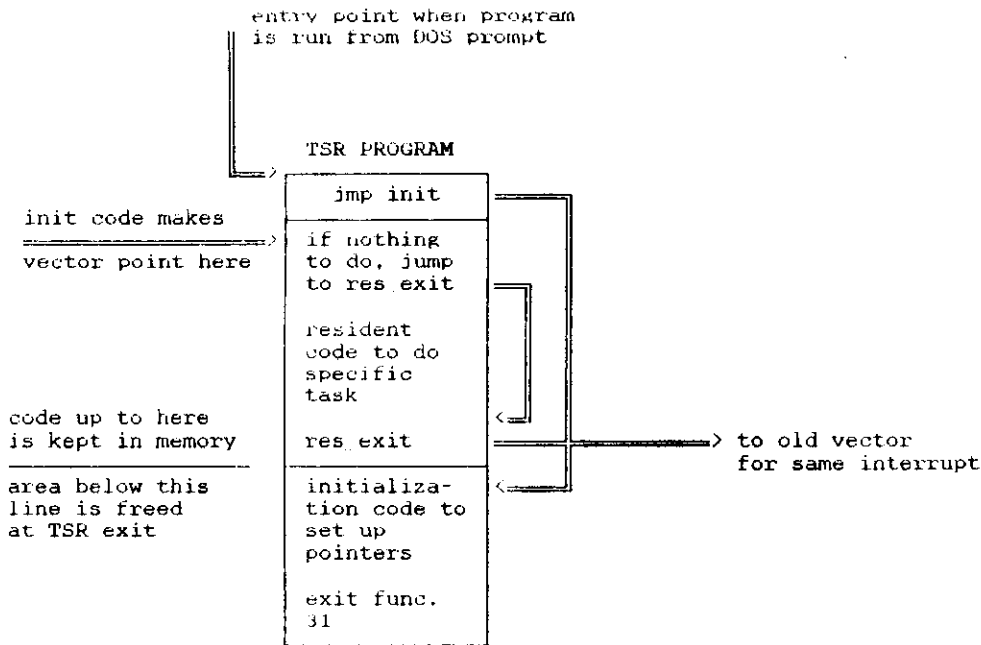 entry point when program
is run from DOS prompt
TSR PROGRAM
jmp init
init code makes
vector point here
if nothing
to do, jump
to res exit
resident
code to do
specific
task
code up to here
is kept in memory
res exit
to old vector
for same interrupt
area below this
line is freed
at TSR exit
initializa-
tion code to
set up
pointers
exit func.
31